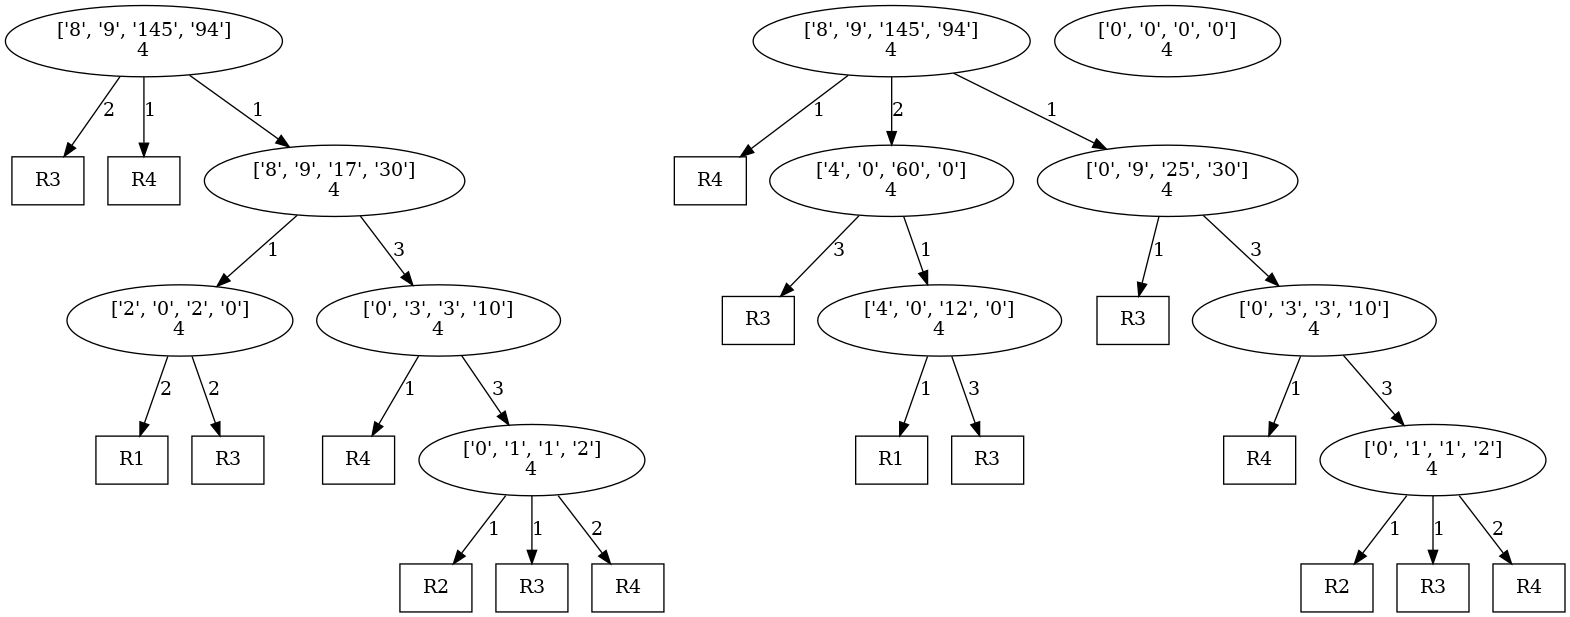 ['8', '9', '145', '94']
4
['8', '9', '145', '94']
4
['0', '0', '0', '0']
4
2
1
1
1
2
1
R3
R4
['8', '9', '17', '30']
4
R4
['4', '0', '60', '0']
4
['0', '9', '25', '30']
4
1
3
3
1
1
3
['2', '0', '2', '0']
4
['0', '3', '3', '10']
4
R3
['4', '0', '12', '0']
4
R3
['0', '3', '3', '10']
4
2
2
1
3
1
3
1
3
R1
R3
R4
['0', '1', '1', '2']
4
R1
R3
R4
['0', '1', '1', '2']
4
1
1
2
1
1
2
R2
R3
R4
R2
R3
R4